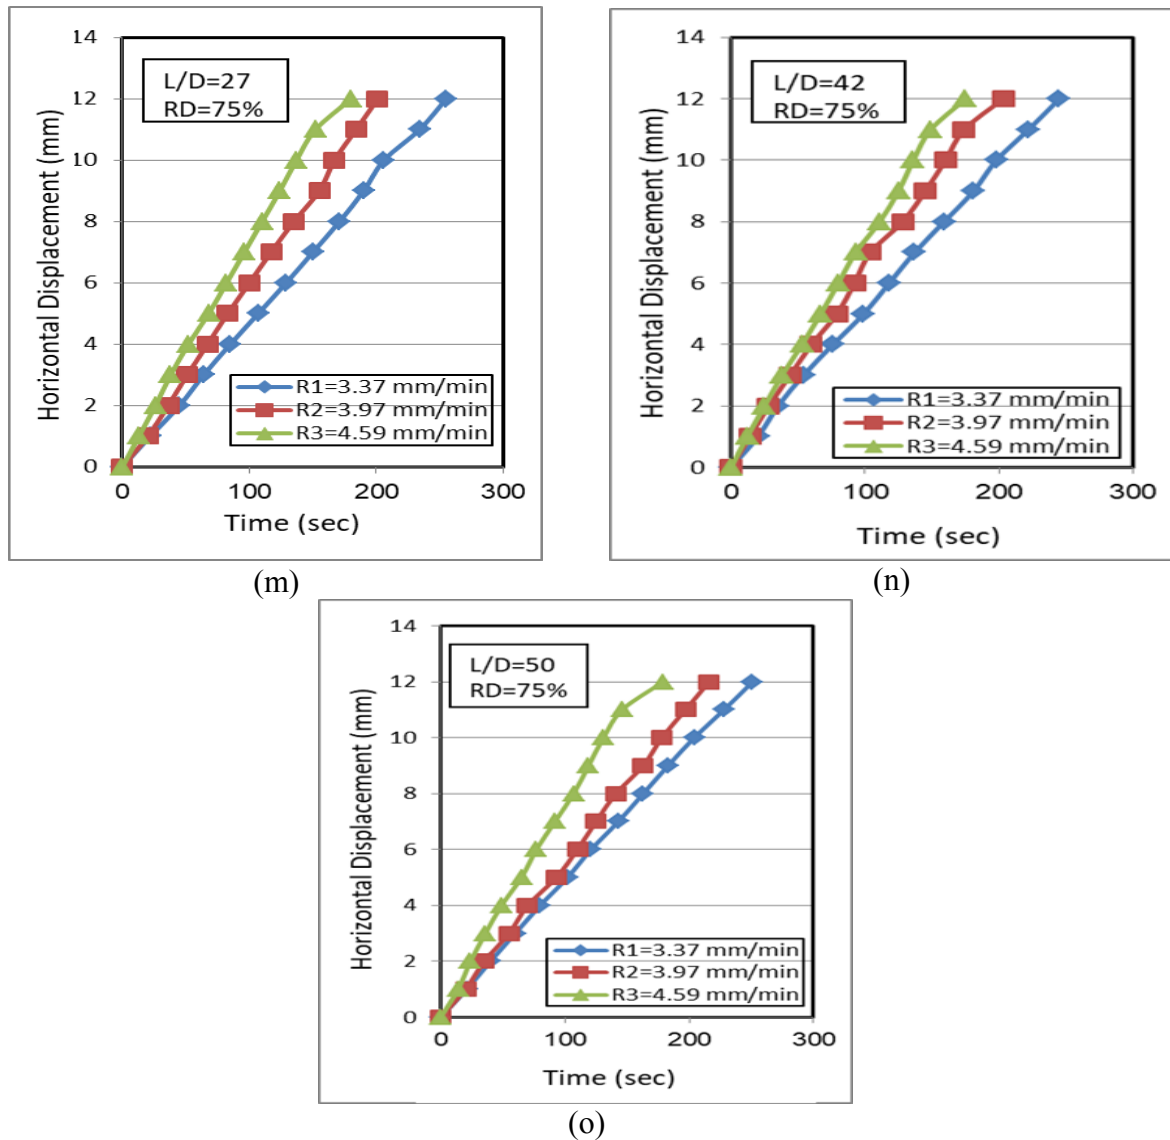 14
12
10
8
6
4
2
0
Horizontal Displacement (mm)
L/D=27
RD=75%
R1=3.37 mm/min
R2=3.97 mm/min
R3=4.59 mm/min
0 100 200 300
Time (sec)
(m)
14
12
10
8
6
4
2
0
Horizontal Displacement (mm)
L/D=42
RD=75%
R1=3.37 mm/min
R2=3.97 mm/min
R3=4.59 mm/min
0 100 200 300
Time (sec)
(n)
14
12
10
8
6
4
2
0
Horizontal Displacement (mm)
L/D=50
RD=75%
R1=3.37 mm/min
R2=3.97 mm/min
R3=4.59 mm/min
0 100 200 300
Time (sec)
(o)